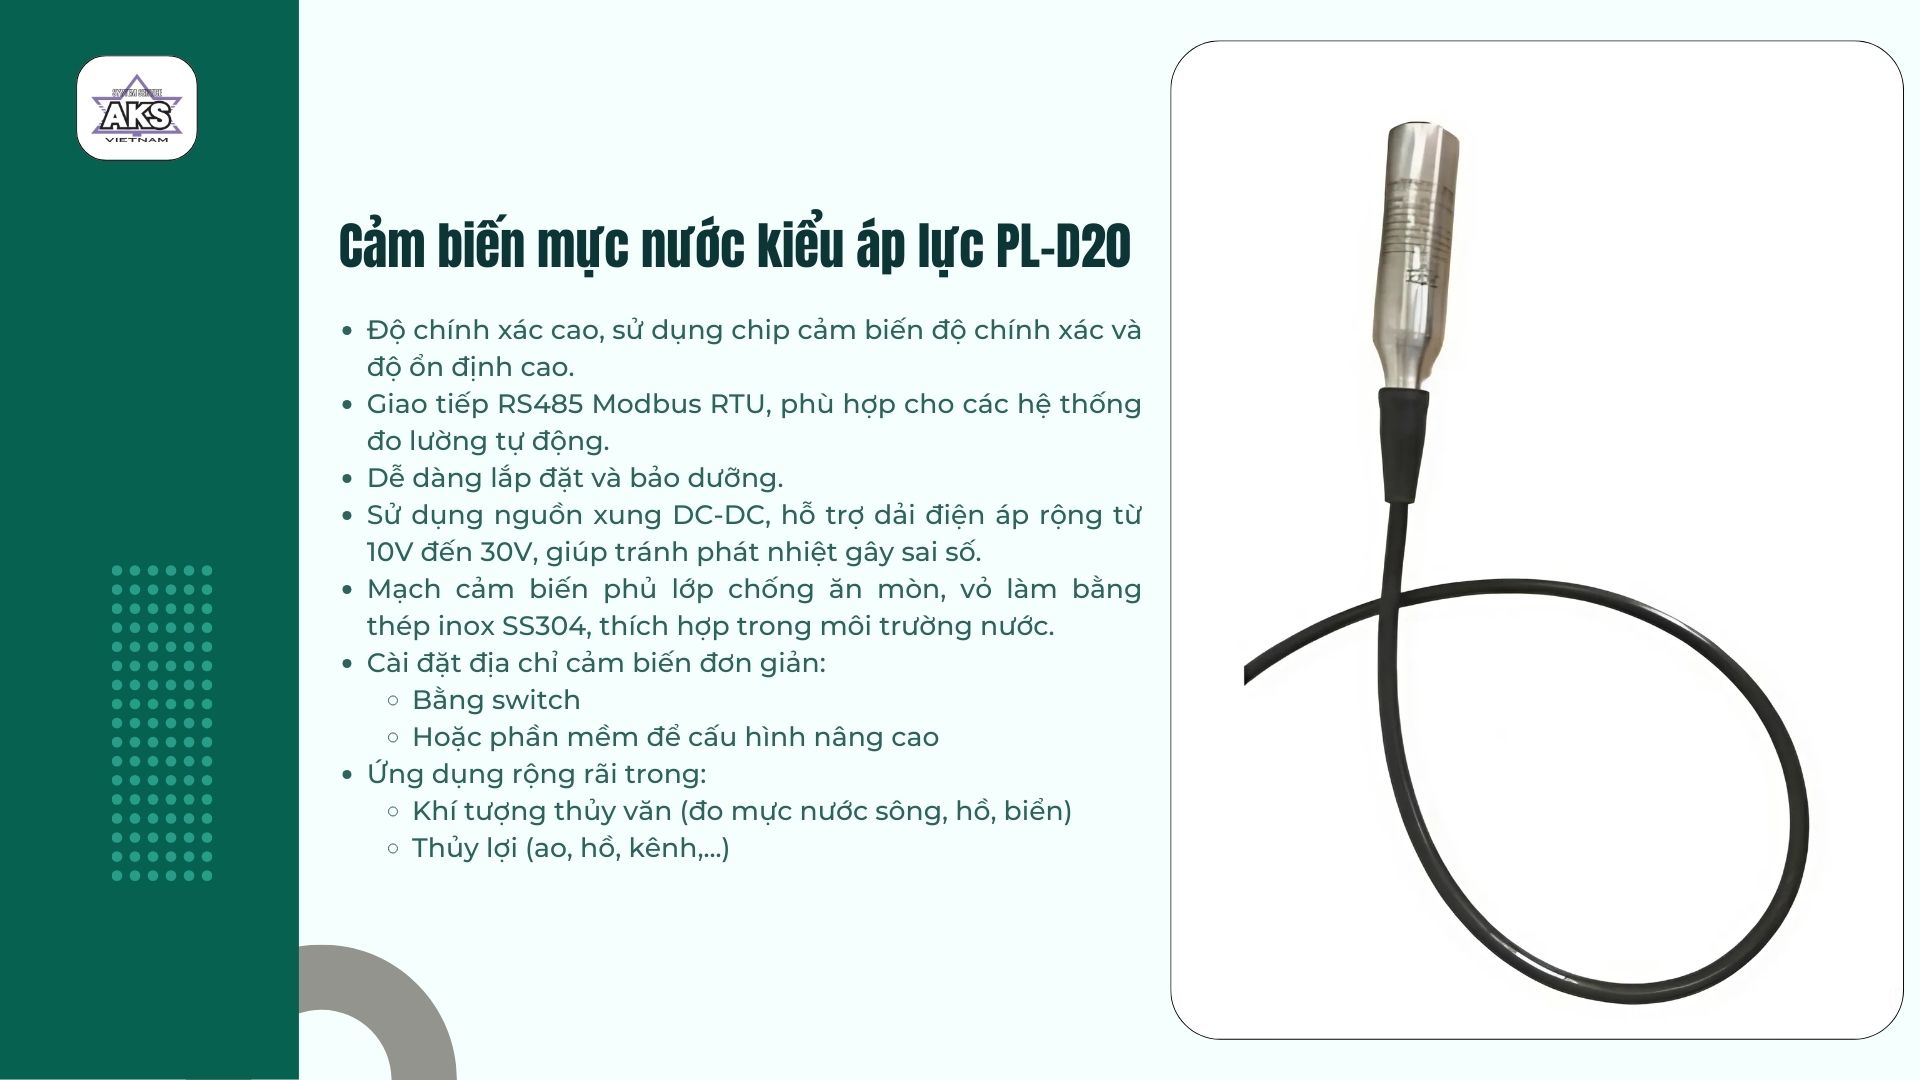 AKS
VIETNAM
Cảm biến mực nước kiểu áp lực PL-D20
• Độ chính xác cao, sử dụng chip cảm biến độ chính xác và
độ ổn định cao.
• Giao tiếp RS485 Modbus RTU, phù hợp cho các hệ thống
đo lường tự động.
• Dễ dàng lắp đặt và bảo dưỡng.
• Sử dụng nguồn xung DC-DC, hỗ trợ dải điện áp rộng từ
10V đến 30V, giúp tránh phát nhiệt gây sai số.
• Mạch cảm biến phủ lớp chống ăn mòn, vỏ làm bằng
thép inox SS304, thích hợp trong môi trường nước.
• Cài đặt địa chỉ cảm biến đơn giản:
◦ Bằng switch
◦ Hoặc phần mềm để cấu hình nâng cao
• Ứng dụng rộng rãi trong:
◦ Khí tượng thủy văn (đo mực nước sông, hồ, biển)
◦ Thủy lợi (ao, hồ, kênh,...)